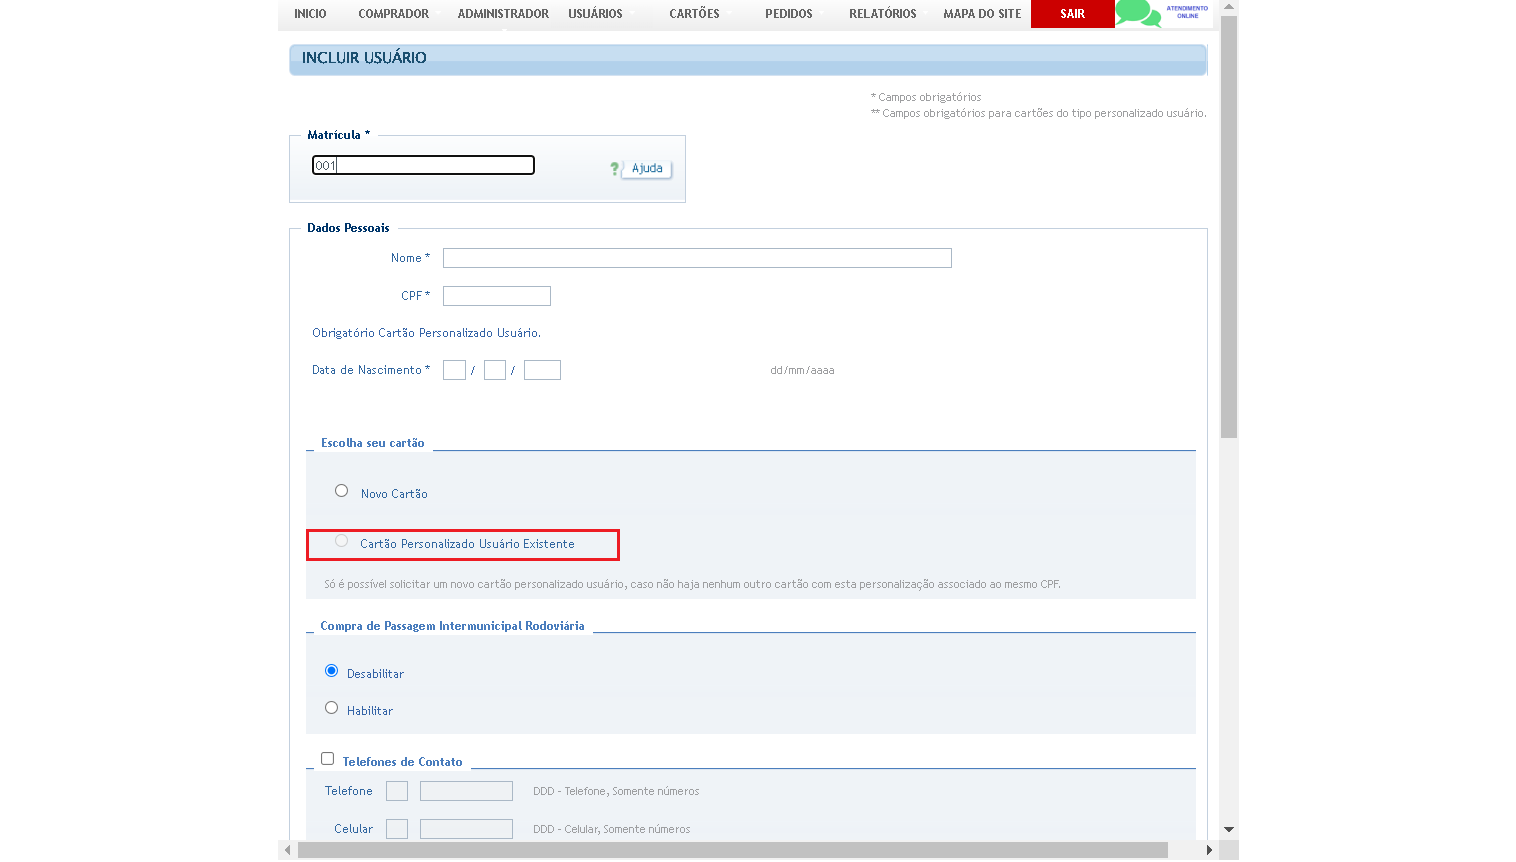 INICIO COMPRADOR ADMINISTRADOR USUÁRIOS CARTÕES PEDIDOS RELATÓRIOS MAPA DO SITE SAIR ATENDIMENTO ONLINE
INCLUIR USUÁRIO
* Campos obrigatórios
** Campos obrigatórios para cartões do tipo personalizado usuário.
Matrícula *
001
? Ajuda
Dados Pessoais
Nome *
CPF *
Obrigatório Cartão Personalizado Usuário.
Data de Nascimento * / / dd/mm/aaaa
Escolha seu cartão
Novo Cartão
Cartão Personalizado Usuário Existente
Só é possível solicitar um novo cartão personalizado usuário, caso não haja nenhum outro cartão com esta personalização associado ao mesmo CPF.
Compra de Passagem Intermunicipal Rodoviária
Desabilitar
Habilitar
Telefones de Contato
Telefone DDD - Telefone, Somente números
Celular DDD - Celular, Somente números